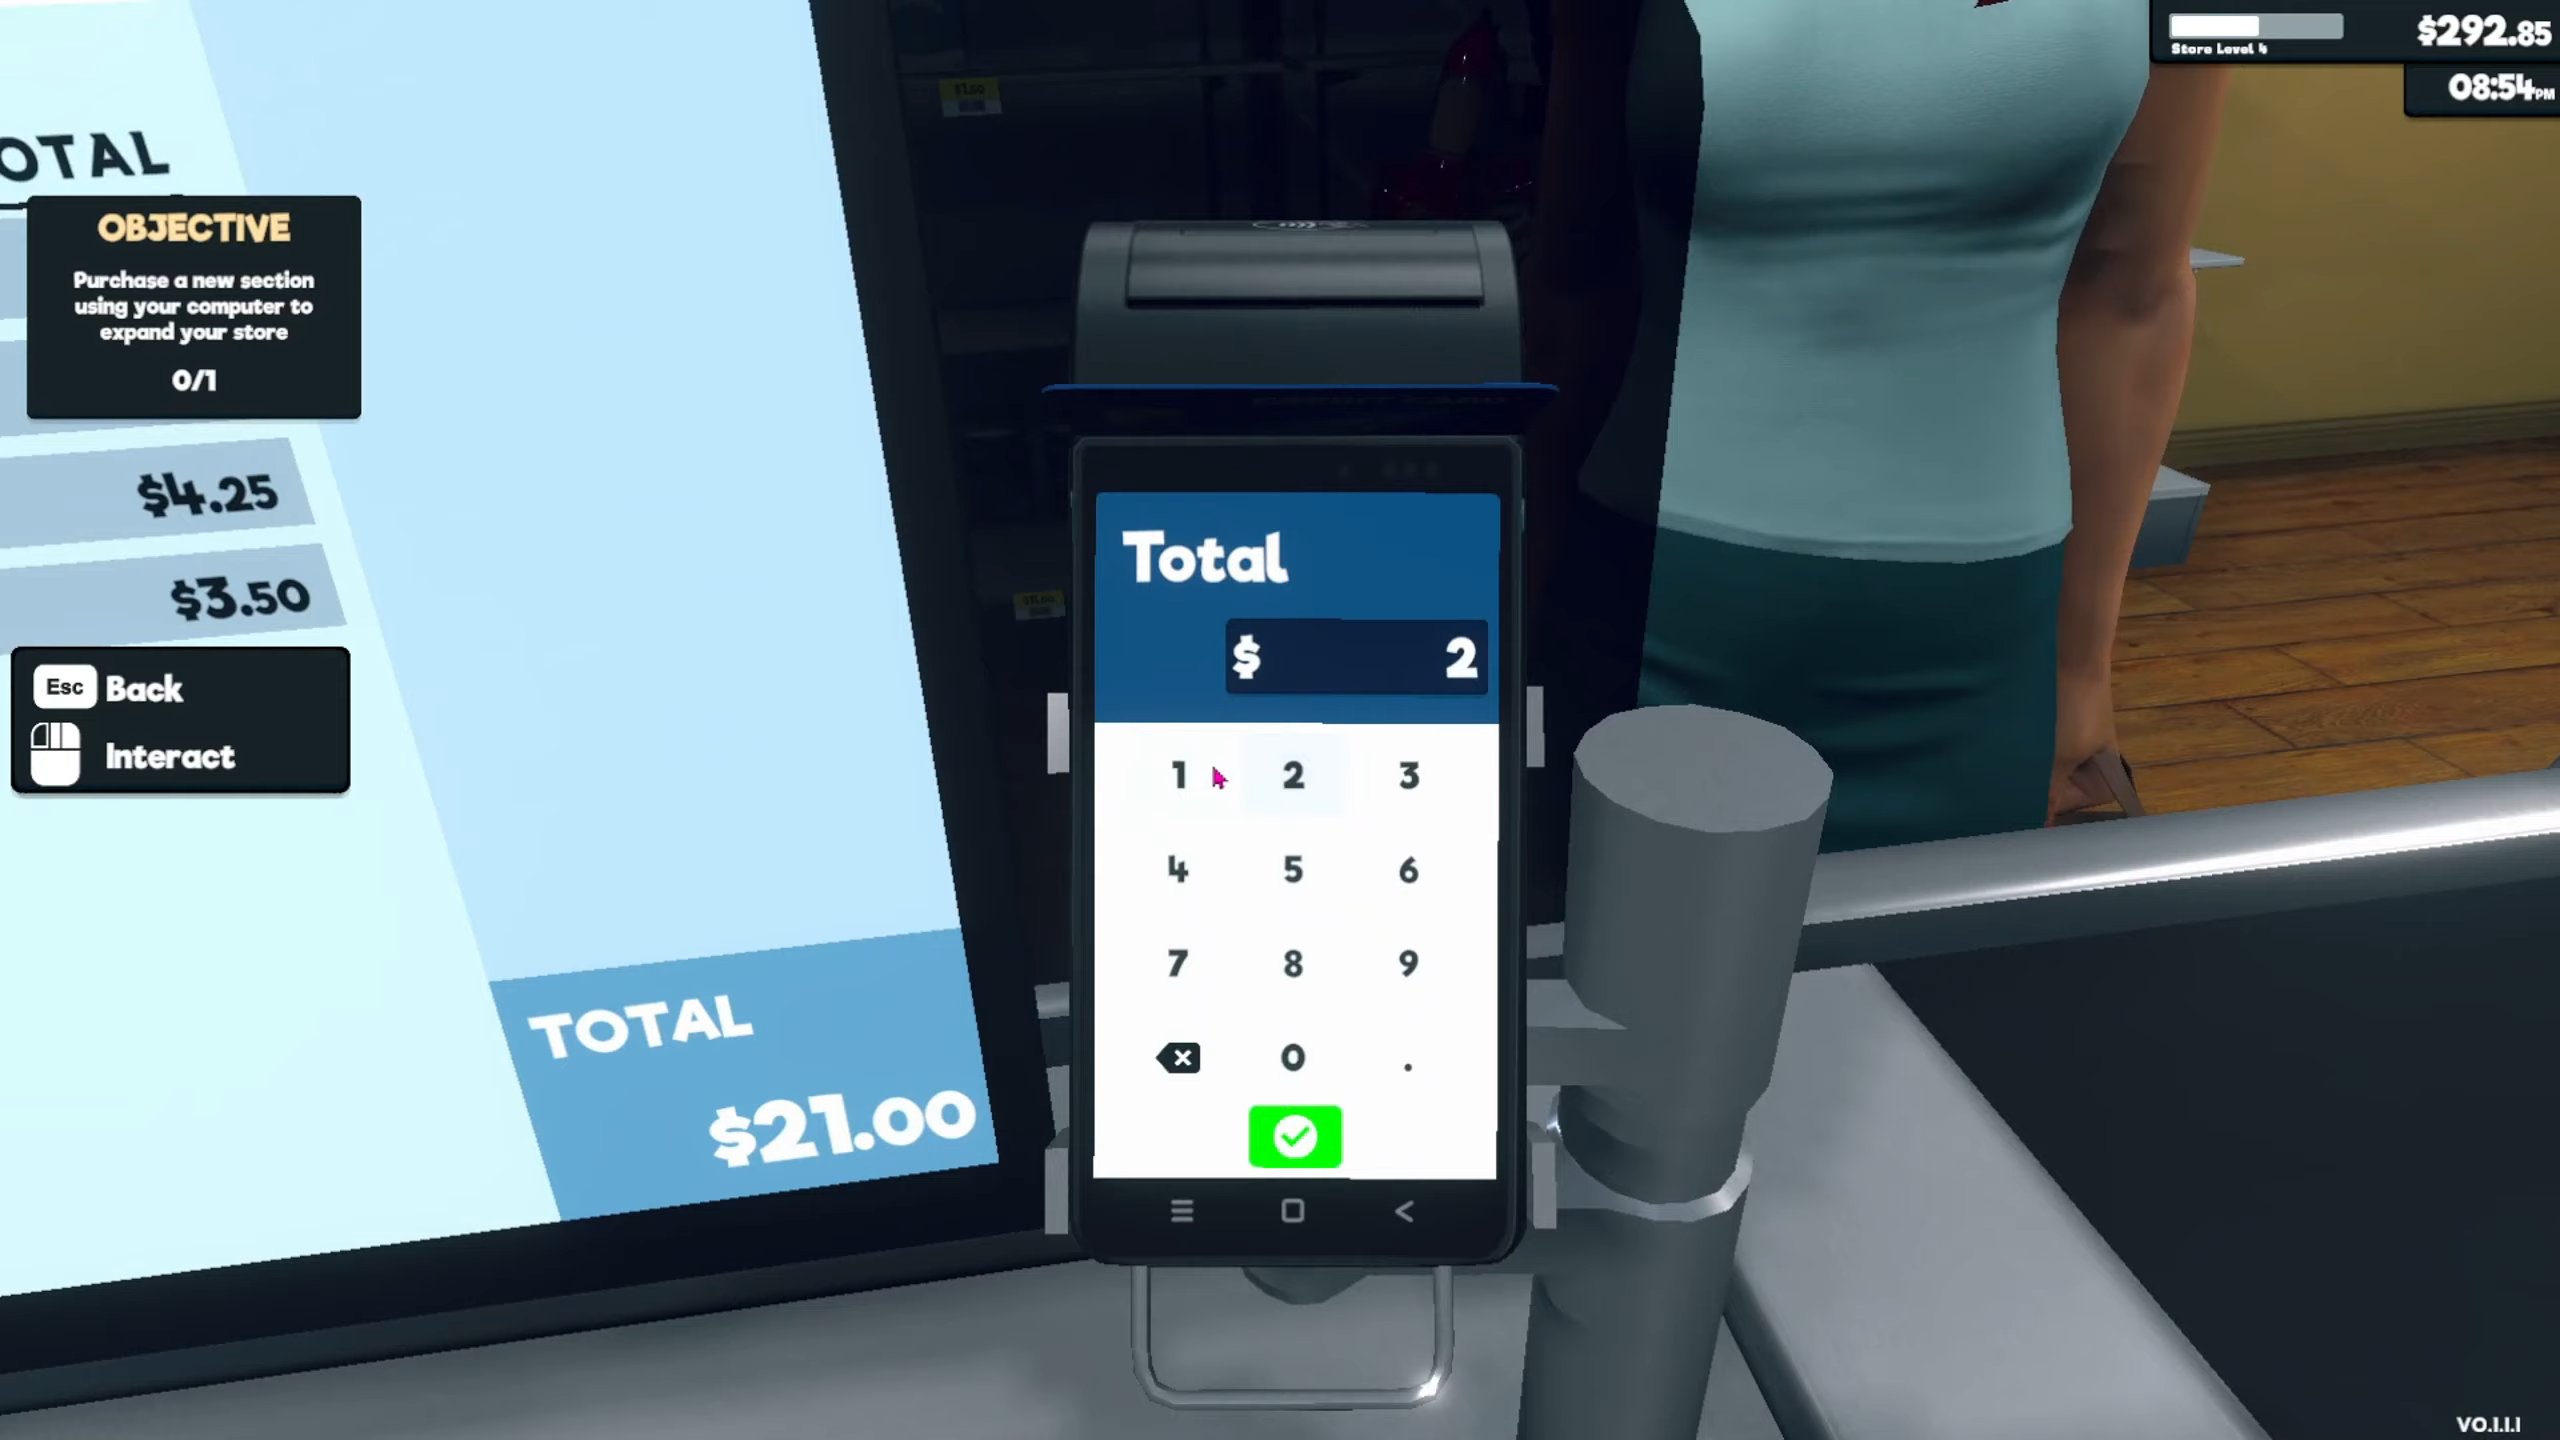 OTAL
OBJECTIVE
Purchase a new section
using your computer to
expand your store
0/1
$4.25
$3.50
Esc Back
Interact
TOTAL
$21.00
$1.60
Total
$ 2
1 2 3
4 5 6
7 8 9
0 .
Store Level 4
$292.85
08:54PM
V0.1.1.1